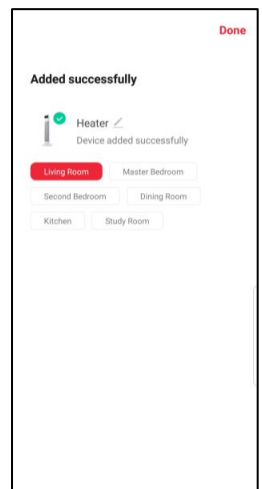 Done
Added successfully
Heater
Device added successfully
Living Room Master Bedroom
Second Bedroom Dining Room
Kitchen Study Room